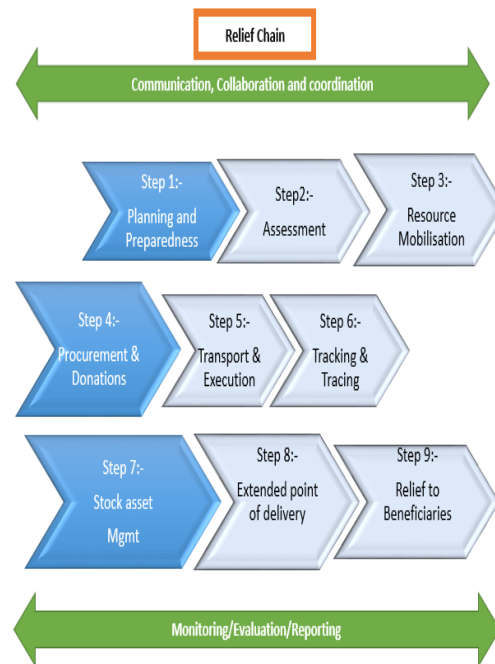 Relief Chain
Communication, Collaboration and coordination
Step 1:-
Planning and
Preparedness
Step2:-
Assessment
Step 3:-
Resource
Mobilisation
Step 4:-
Procurement &
Donations
Step 5:-
Transport &
Execution
Step 6:-
Tracking &
Tracing
Step 7:-
Stock asset
Mgmt
Step 8:-
Extended point
of delivery
Step 9:-
Relief to
Beneficiaries
Monitoring/Evaluation/Reporting